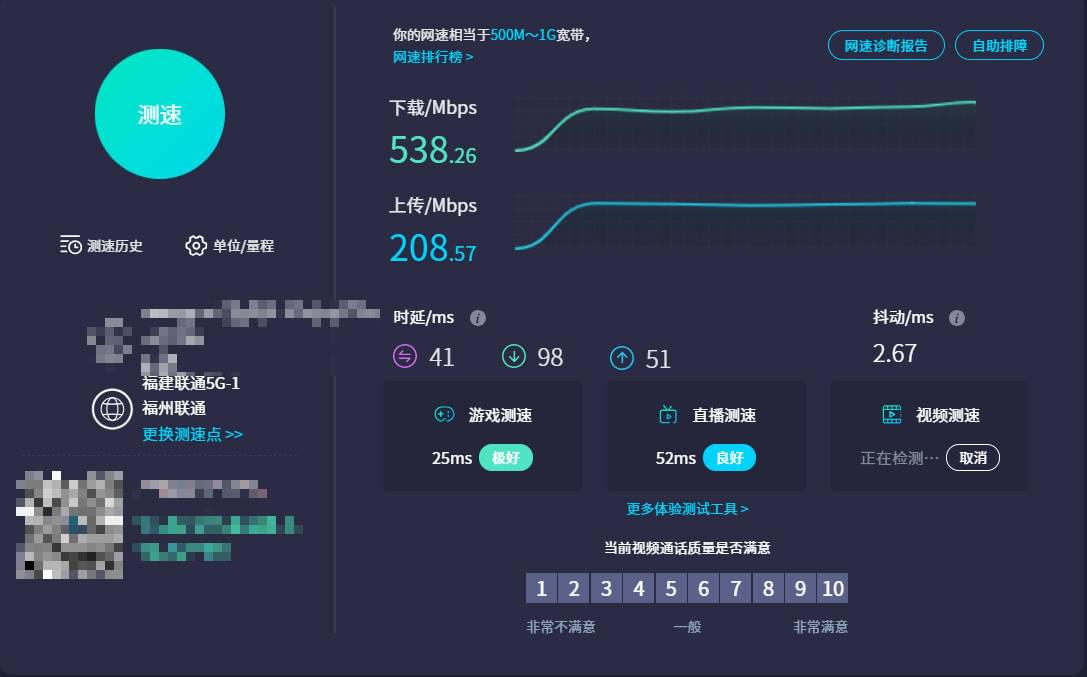 测速
测速历史
单位/量程
福建联通5G-1
福州联通
更换测速点 >>
你的网速相当于500M～1G宽带，
网速排行榜 >
网速诊断报告
自助排障
下载/Mbps
538.26
上传/Mbps
208.57
时延/ms
抖动/ms
41
98
51
2.67
游戏测速
直播测速
视频测速
25ms 极好
52ms 良好
正在检测··· 取消
更多体验测试工具 >
当前视频通话质量是否满意
1 2 3 4 5 6 7 8 9 10
非常不满意
一般
非常满意